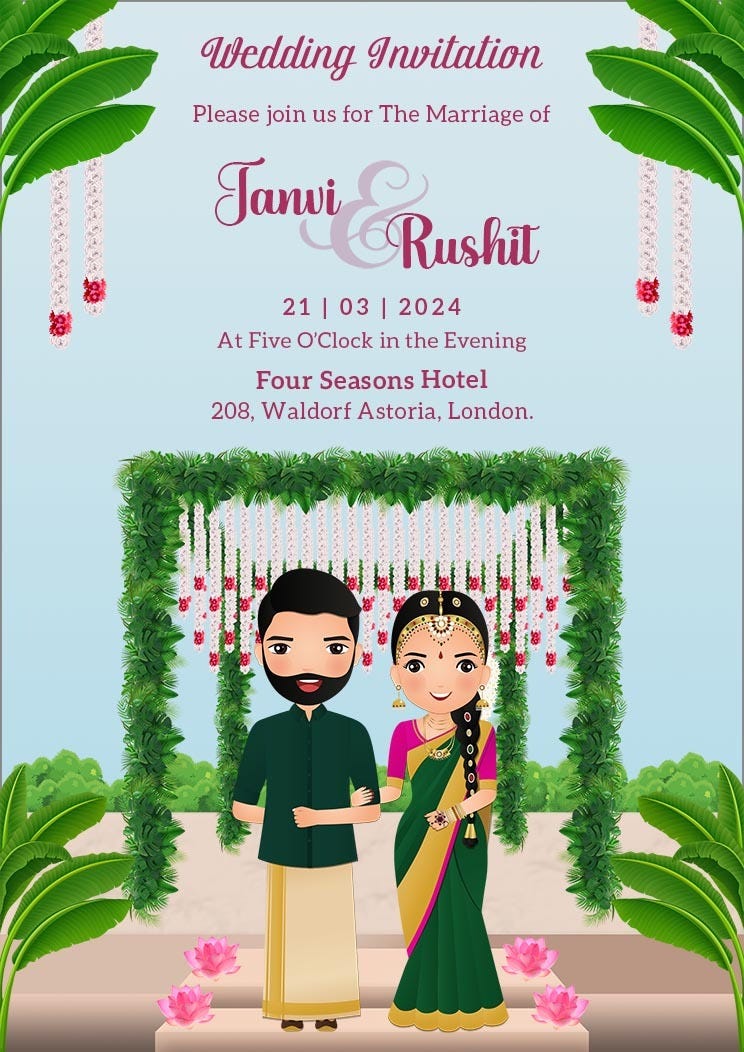 Wedding Invitation
Please join us for The Marriage of
Janvi
&
Rushit
21 | 03 | 2024
At Five O’Clock in the Evening
Four Seasons Hotel
208, Waldorf Astoria, London.